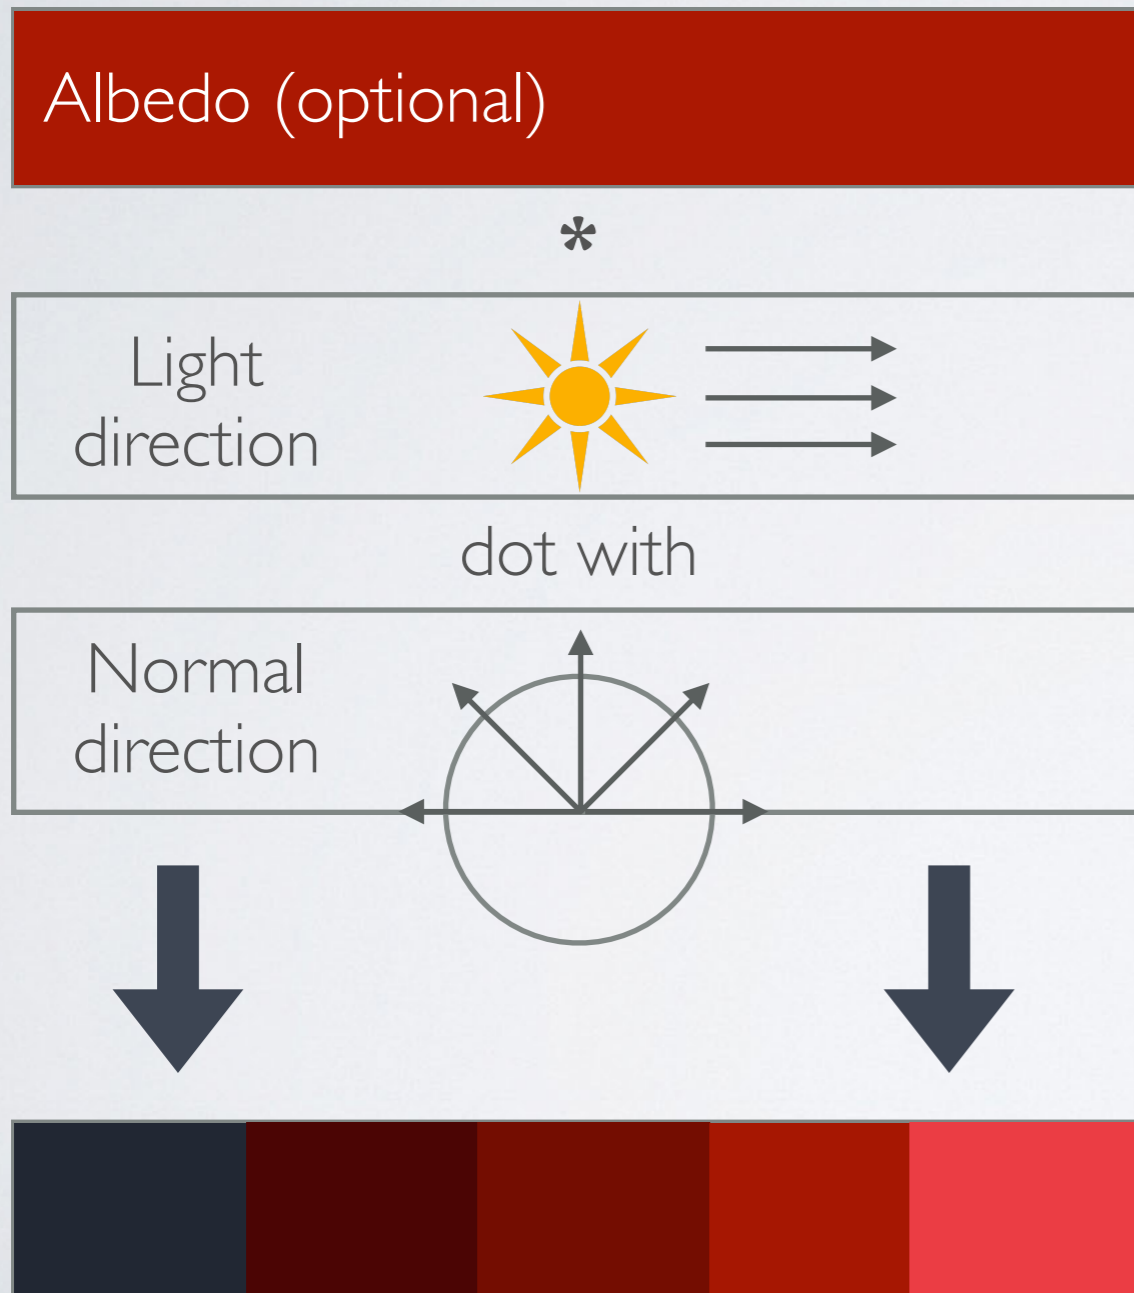 Albedo (optional)
*
Light
direction
dot with
Normal
direction